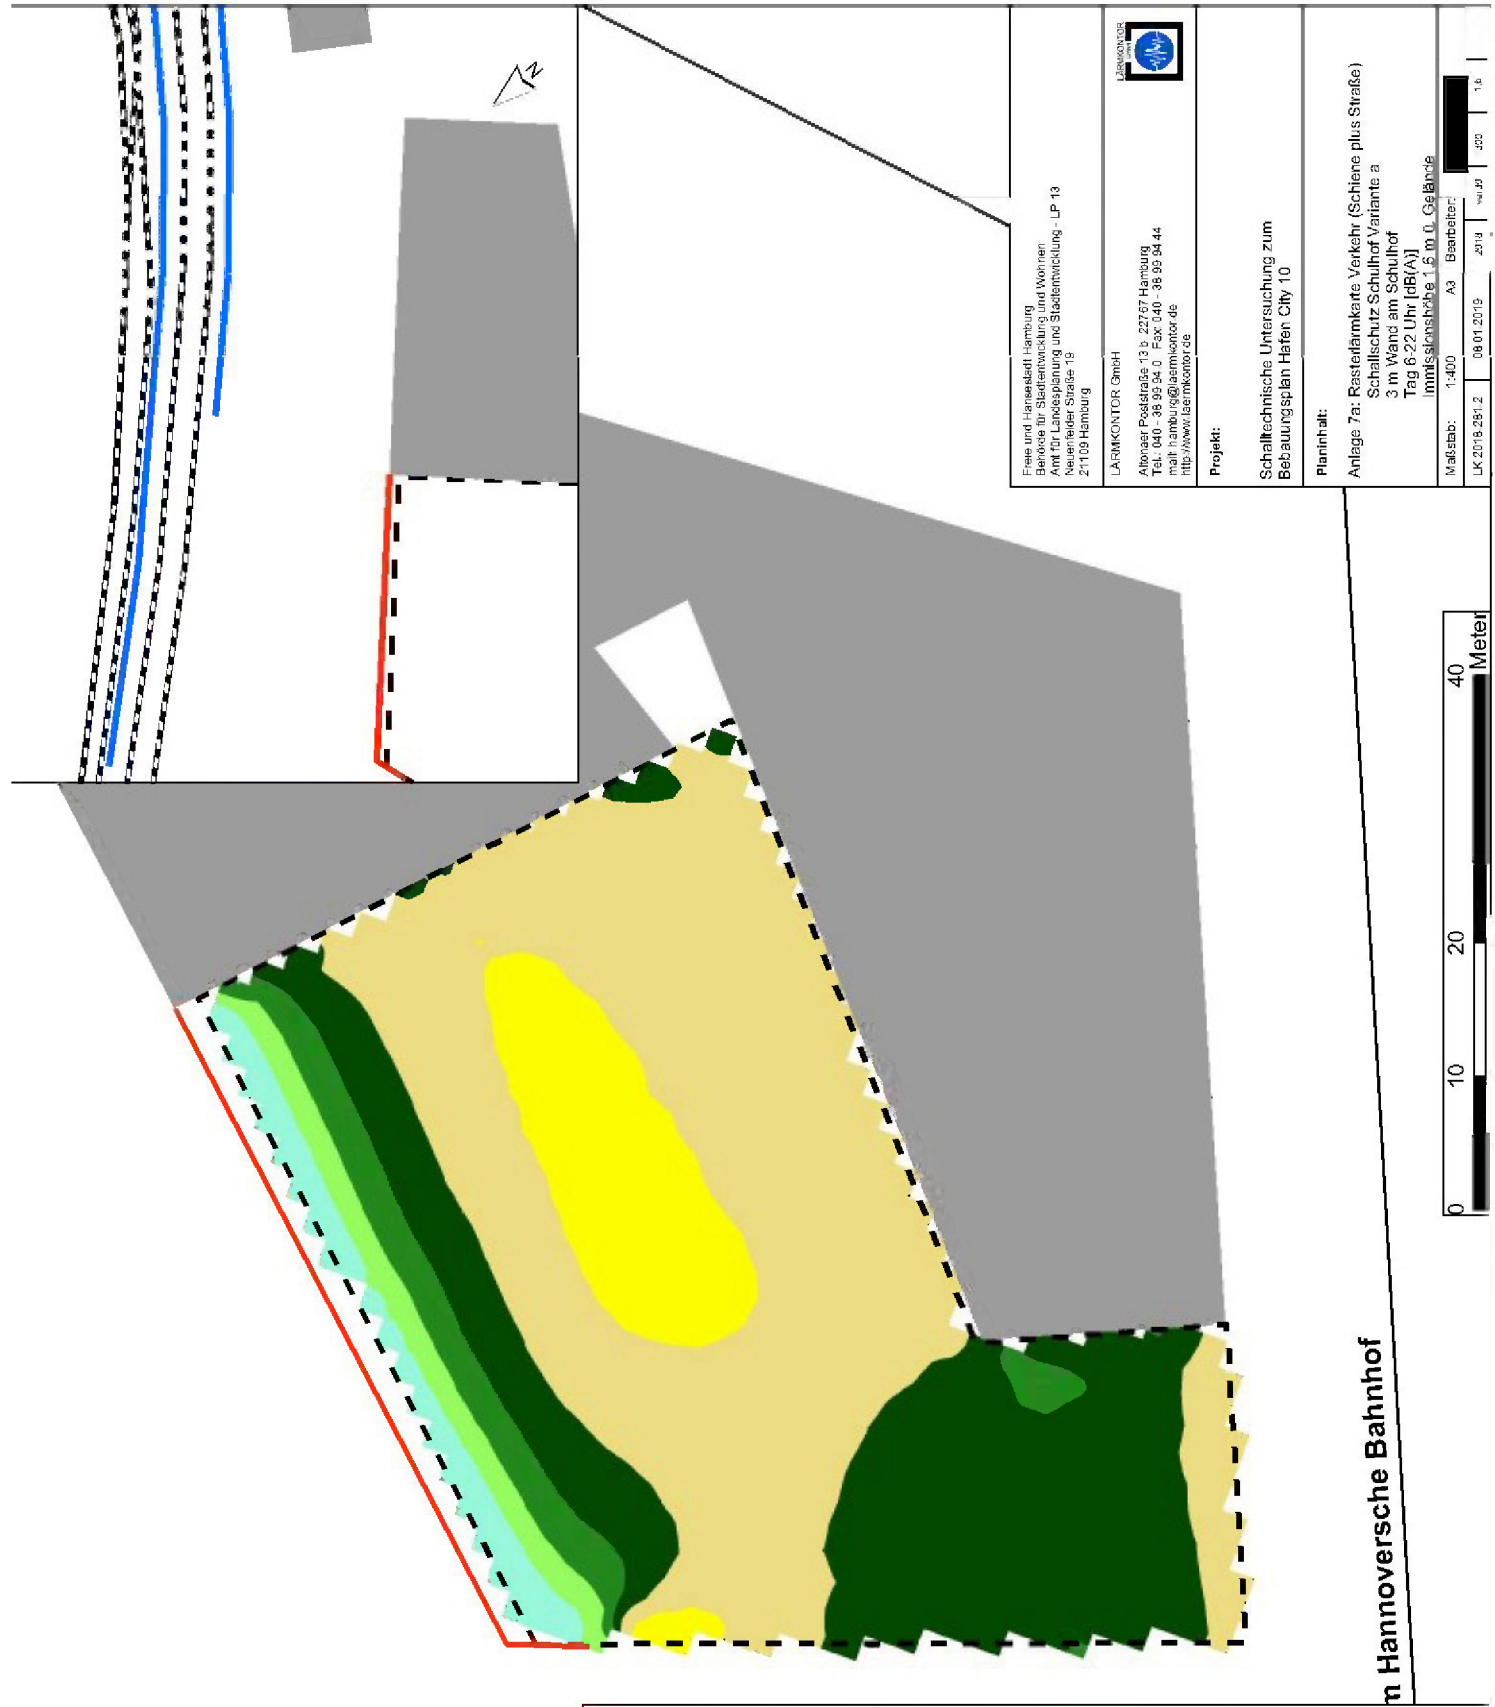 N
LÄRMKONTOR
GmbH
Freie und Hansestadt Hamburg
Behörde für Stadtentwicklung und Wohnen
Amt für Landesplanung und Stadtentwicklung - LP 13
Neuenfelder Straße 19
21109 Hamburg
LÄRMKONTOR GmbH
Altonaer Poststraße 13 b 22767 Hamburg
Tel.: 040 - 38 99 94.0 Fax: 040 - 38 99 94 44
mail: hamburg@laermkontor.de
http://www.laermkontor.de
Projekt:
Schalltechnische Untersuchung zum
Bebauungsplan Hafen City 10
Planinhalt:
Anlage 7a: Rasterlärmkarte Verkehr (Schiene plus Straße)
Schallschutz Schulhof Variante a
3 m Wand am Schulhof
Tag 6-22 Uhr [dB(A)]
Immissionshöhe 1,6 m ü. Gelände
Maßstab: 1:400 A3 Bearbeiter:
LK 2018.281.2 08.01.2019
0 10 20 40
Meter
m Hannoversche Bahnhof